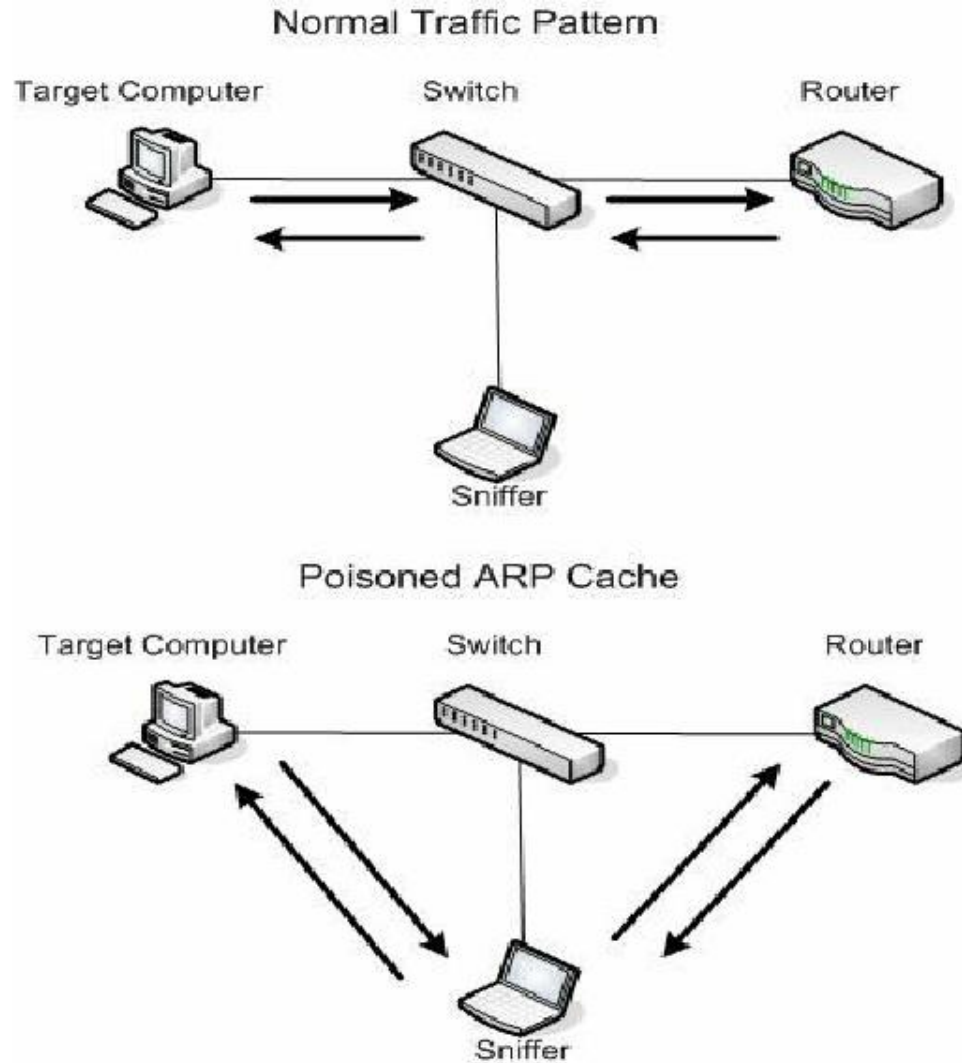 Normal Traffic Pattern
Target Computer
Switch
Router
Sniffer
Poisoned ARP Cache
Target Computer
Switch
Router
Sniffer